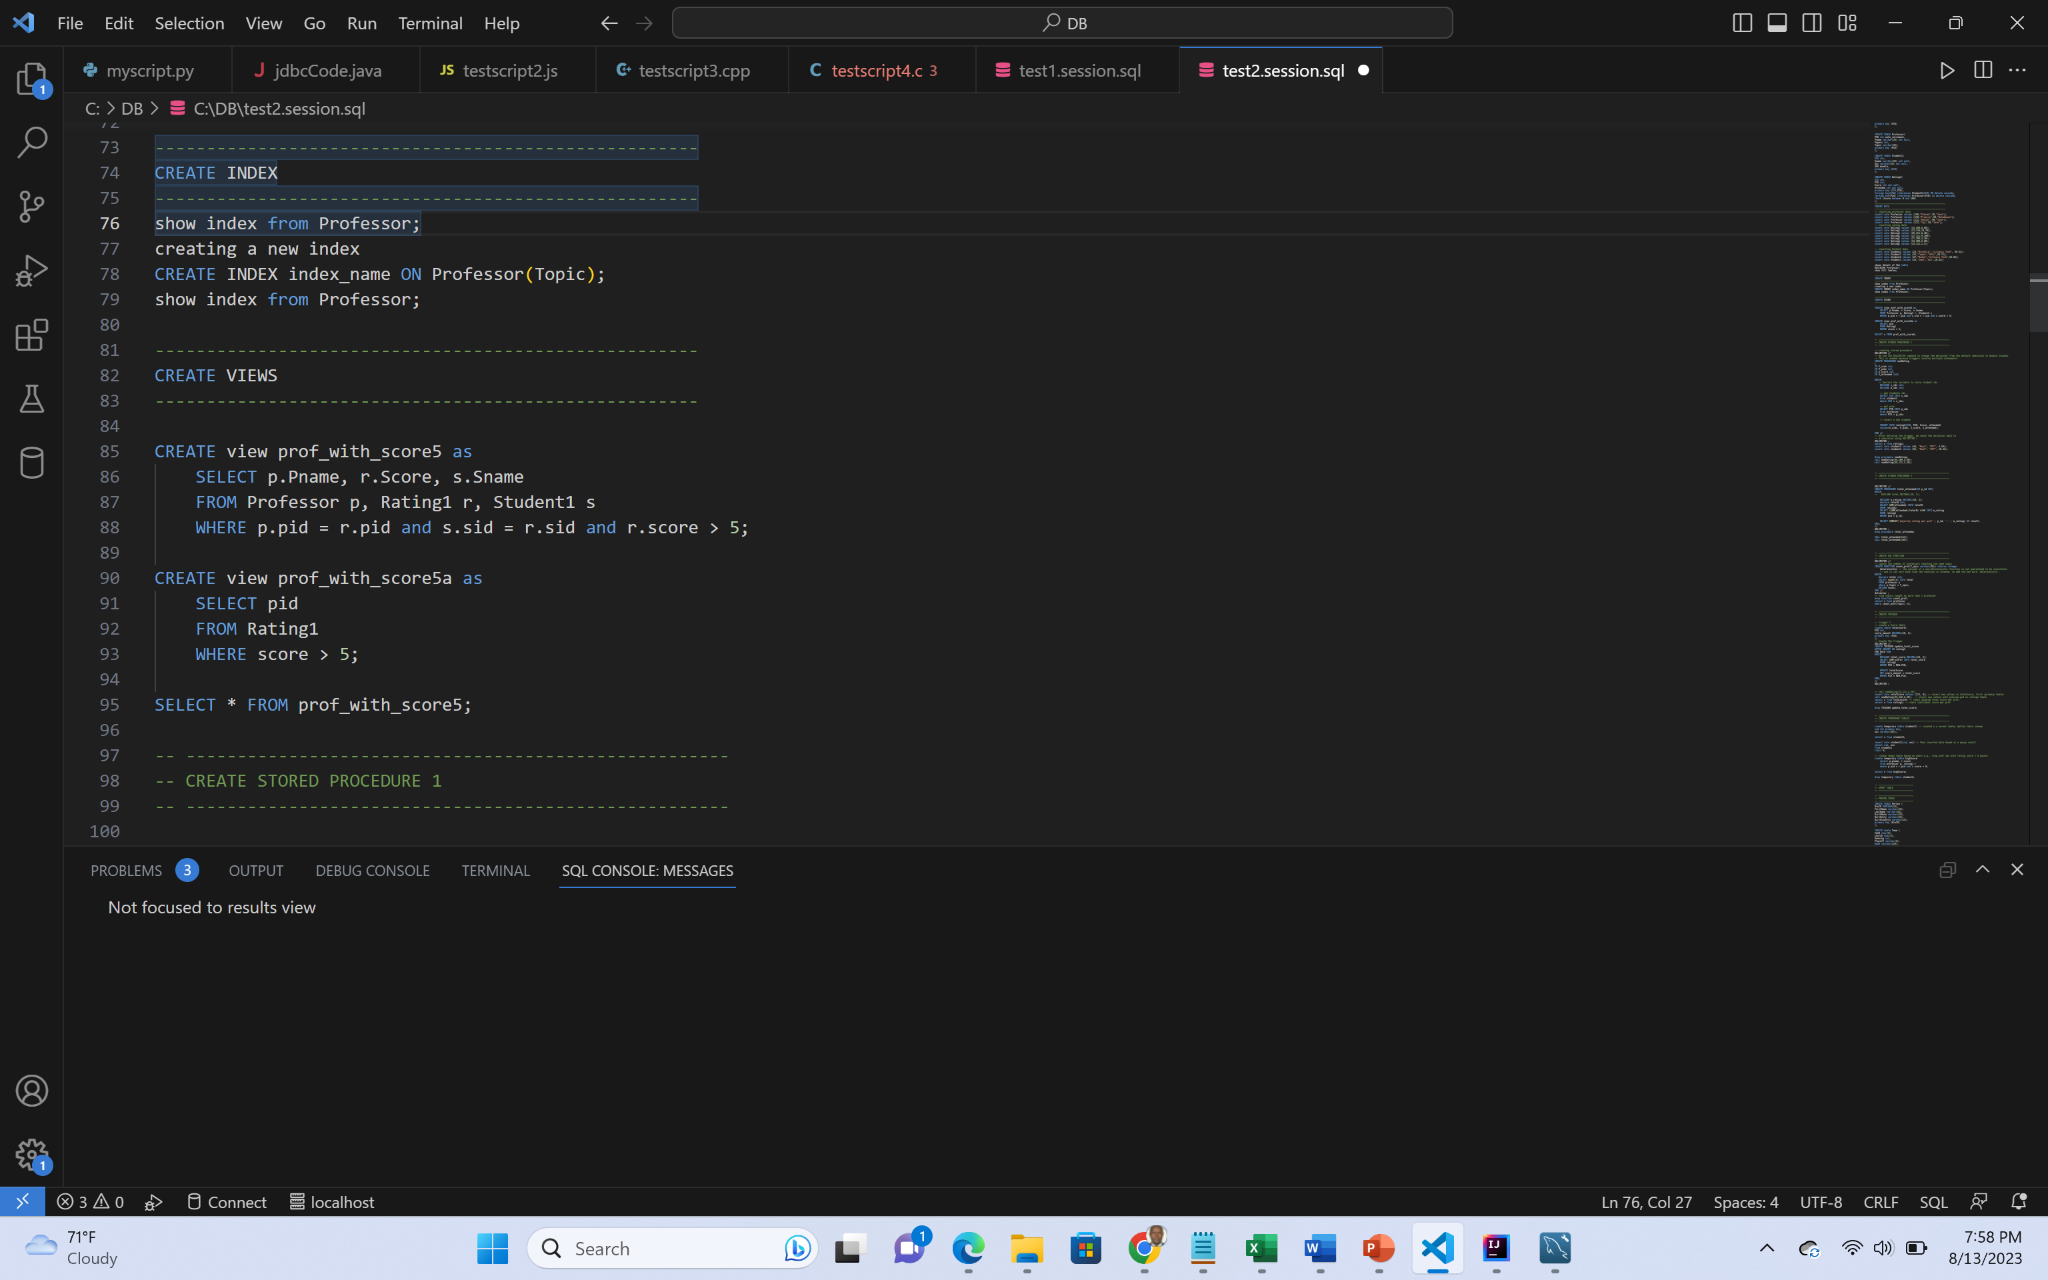 File Edit Selection View Go Run Terminal Help
DB
myscript.py jdbcCode.java testscript2.js testscript3.cpp testscript4.c 3 test1.session.sql test2.session.sql
C: > DB > C:\DB\test2.session.sql
72
73 -----------------------------------------------------
74 CREATE INDEX
75 -----------------------------------------------------
76 show index from Professor;
77 creating a new index
78 CREATE INDEX index_name ON Professor(Topic);
79 show index from Professor;
80
81 -----------------------------------------------------
82 CREATE VIEWS
83 -----------------------------------------------------
84
85 CREATE view prof_with_score5 as
86 SELECT p.Pname, r.Score, s.Sname
87 FROM Professor p, Rating1 r, Student1 s
88 WHERE p.pid = r.pid and s.sid = r.sid and r.score > 5;
89
90 CREATE view prof_with_score5a as
91 SELECT pid
92 FROM Rating1
93 WHERE score > 5;
94
95 SELECT * FROM prof_with_score5;
96
97 -- -----------------------------------------------------
98 -- CREATE STORED PROCEDURE 1
99 -- -----------------------------------------------------
100
PROBLEMS 3 OUTPUT DEBUG CONSOLE TERMINAL SQL CONSOLE: MESSAGES
Not focused to results view
3 0 Connect localhost Ln 76, Col 27 Spaces: 4 UTF-8 CRLF SQL
71°F
Cloudy
Search
7:58 PM
8/13/2023